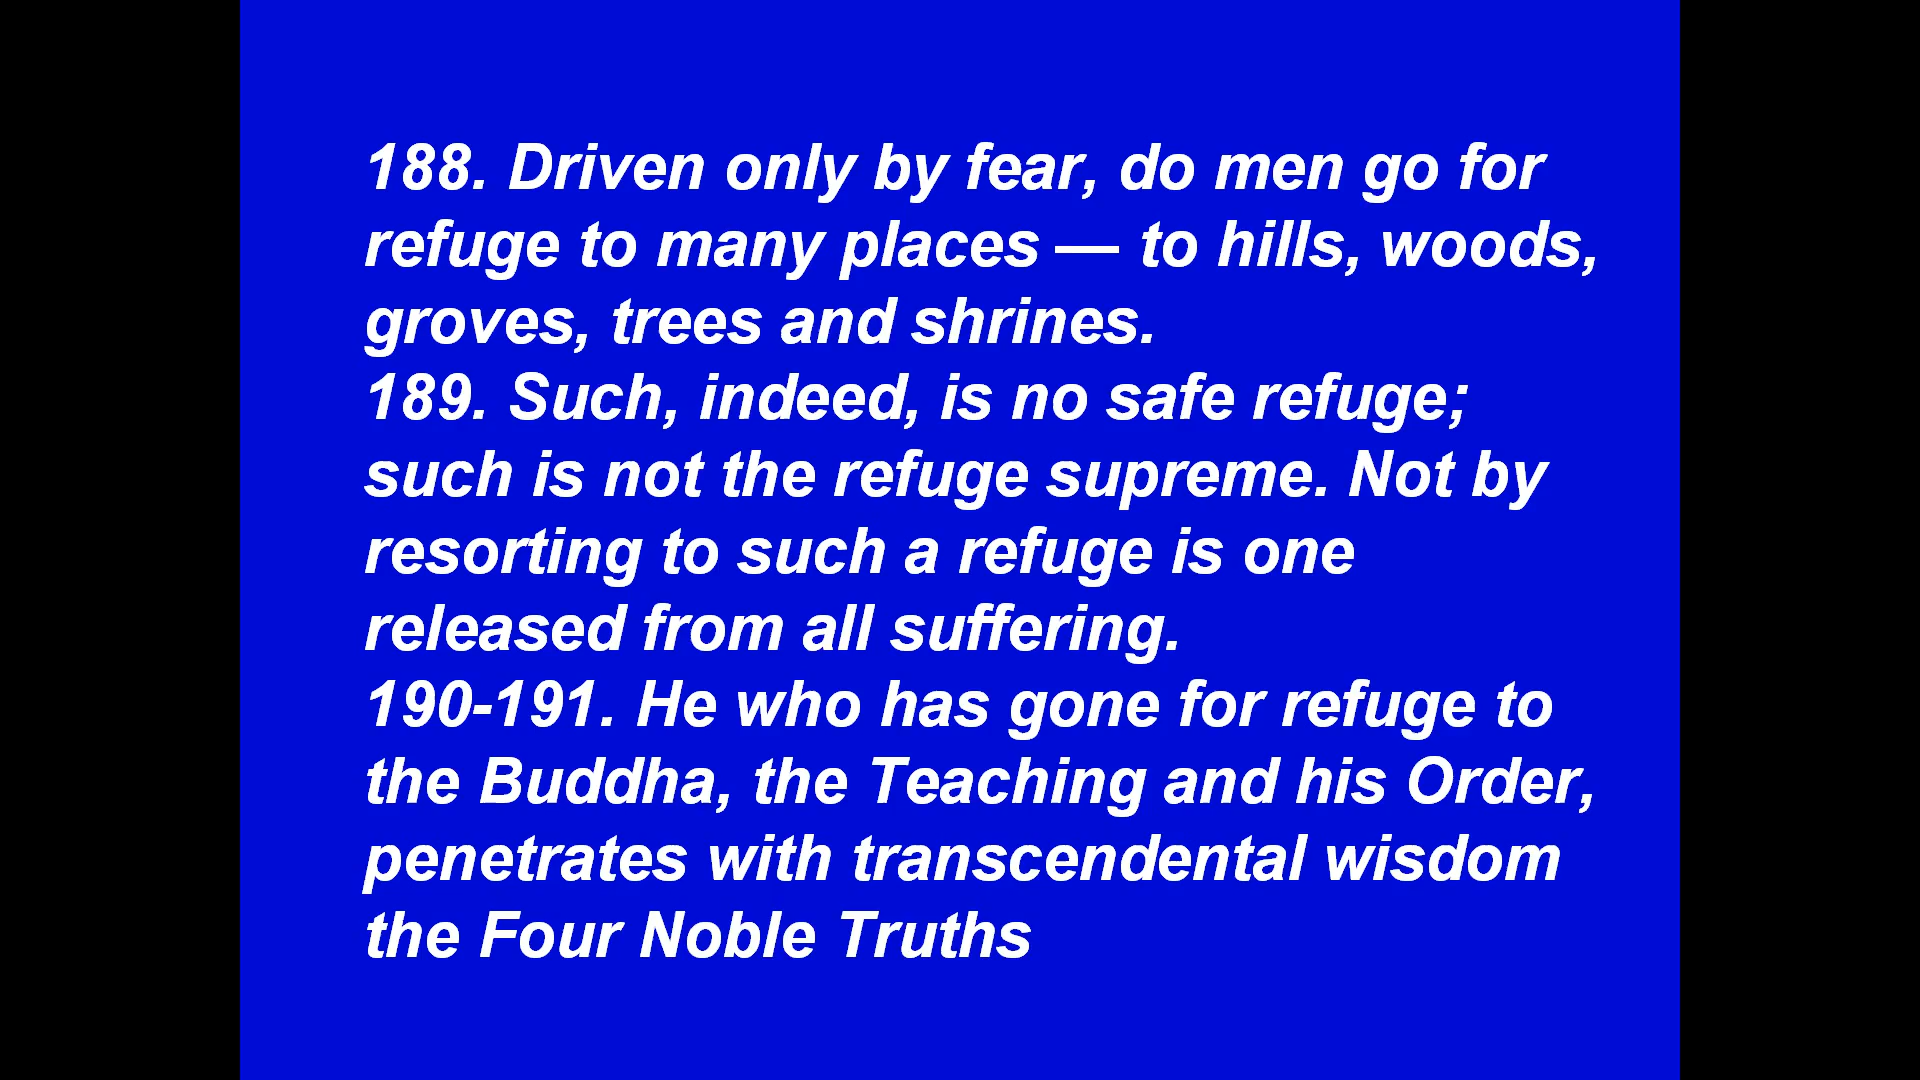 188. Driven only by fear, do men go for
refuge to many places — to hills, woods,
groves, trees and shrines.
189. Such, indeed, is no safe refuge;
such is not the refuge supreme. Not by
resorting to such a refuge is one
released from all suffering.
190-191. He who has gone for refuge to
the Buddha, the Teaching and his Order,
penetrates with transcendental wisdom
the Four Noble Truths